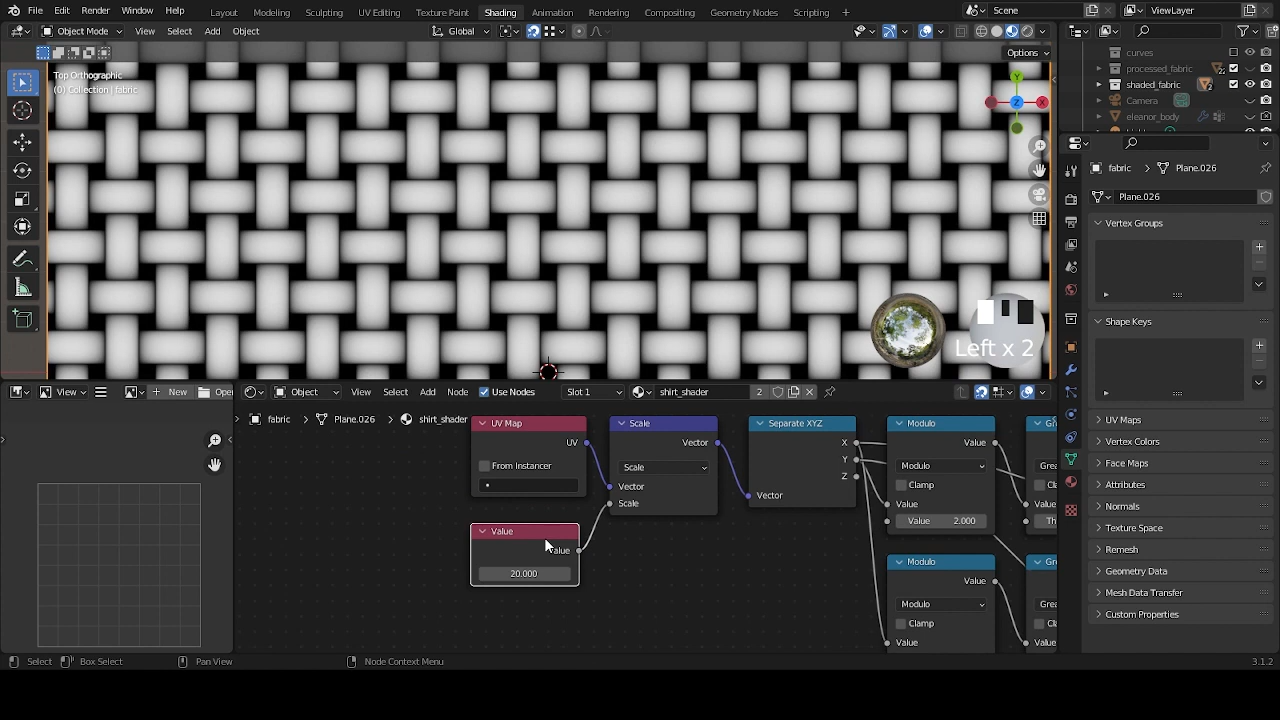 File Edit Render Window Help Layout Modeling Sculpting UV Editing Texture Paint Shading Animation Rendering Compositing Geometry Nodes Scripting + Scene ViewLayer
Object Mode View Select Add Object Global
Options
Top Orthographic
(0) Collection | fabric
Y
X
Z
Left x 2
curves
processed_fabric
shaded_fabric 2
Camera
eleanor_body
fabric Plane.026
Plane.026
Vertex Groups
Shape Keys
UV Maps
Vertex Colors
Face Maps
Attributes
Normals
Texture Space
Remesh
Geometry Data
Mesh Data Transfer
Custom Properties
View New Open
Object View Select Add Node Use Nodes Slot 1 shirt_shader 2
fabric Plane.026 shirt_shader
UV Map
UV
From Instancer
Value
Value
20.000
Scale
Vector
Scale
Vector
Scale
Separate XYZ
X
Y
Z
Vector
Modulo
Value
Modulo
Clamp
Value
Value 2.000
Modulo
Value
Modulo
Clamp
Value
Select Box Select Pan View Node Context Menu 3.1.2